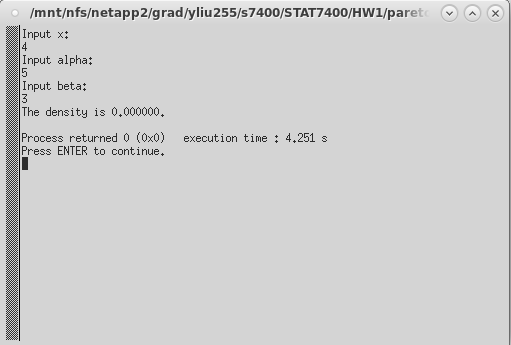 /mnt/nfs/netapp2/grad/yliu255/s7400/STAT7400/HW1/pareto
Input x:
4
Input alpha:
5
Input beta:
3
The density is 0.000000.
Process returned 0 (0x0)   execution time : 4.251 s
Press ENTER to continue.